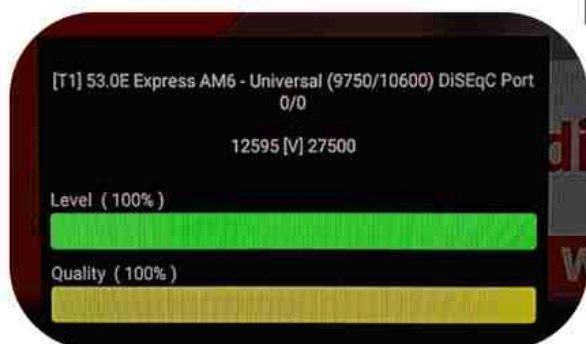 [T1] 53.0E Express AM6 - Universal (9750/10600) DiSEqC Port
0/0
12595 [V] 27500
Level ( 100% )
Quality ( 100% )